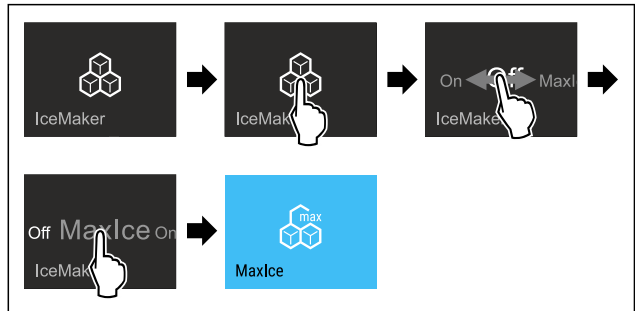 IceMaker
IceMak
On Off MaxI
IceMake
Off MaxIce On
IceMak
max
MaxIce